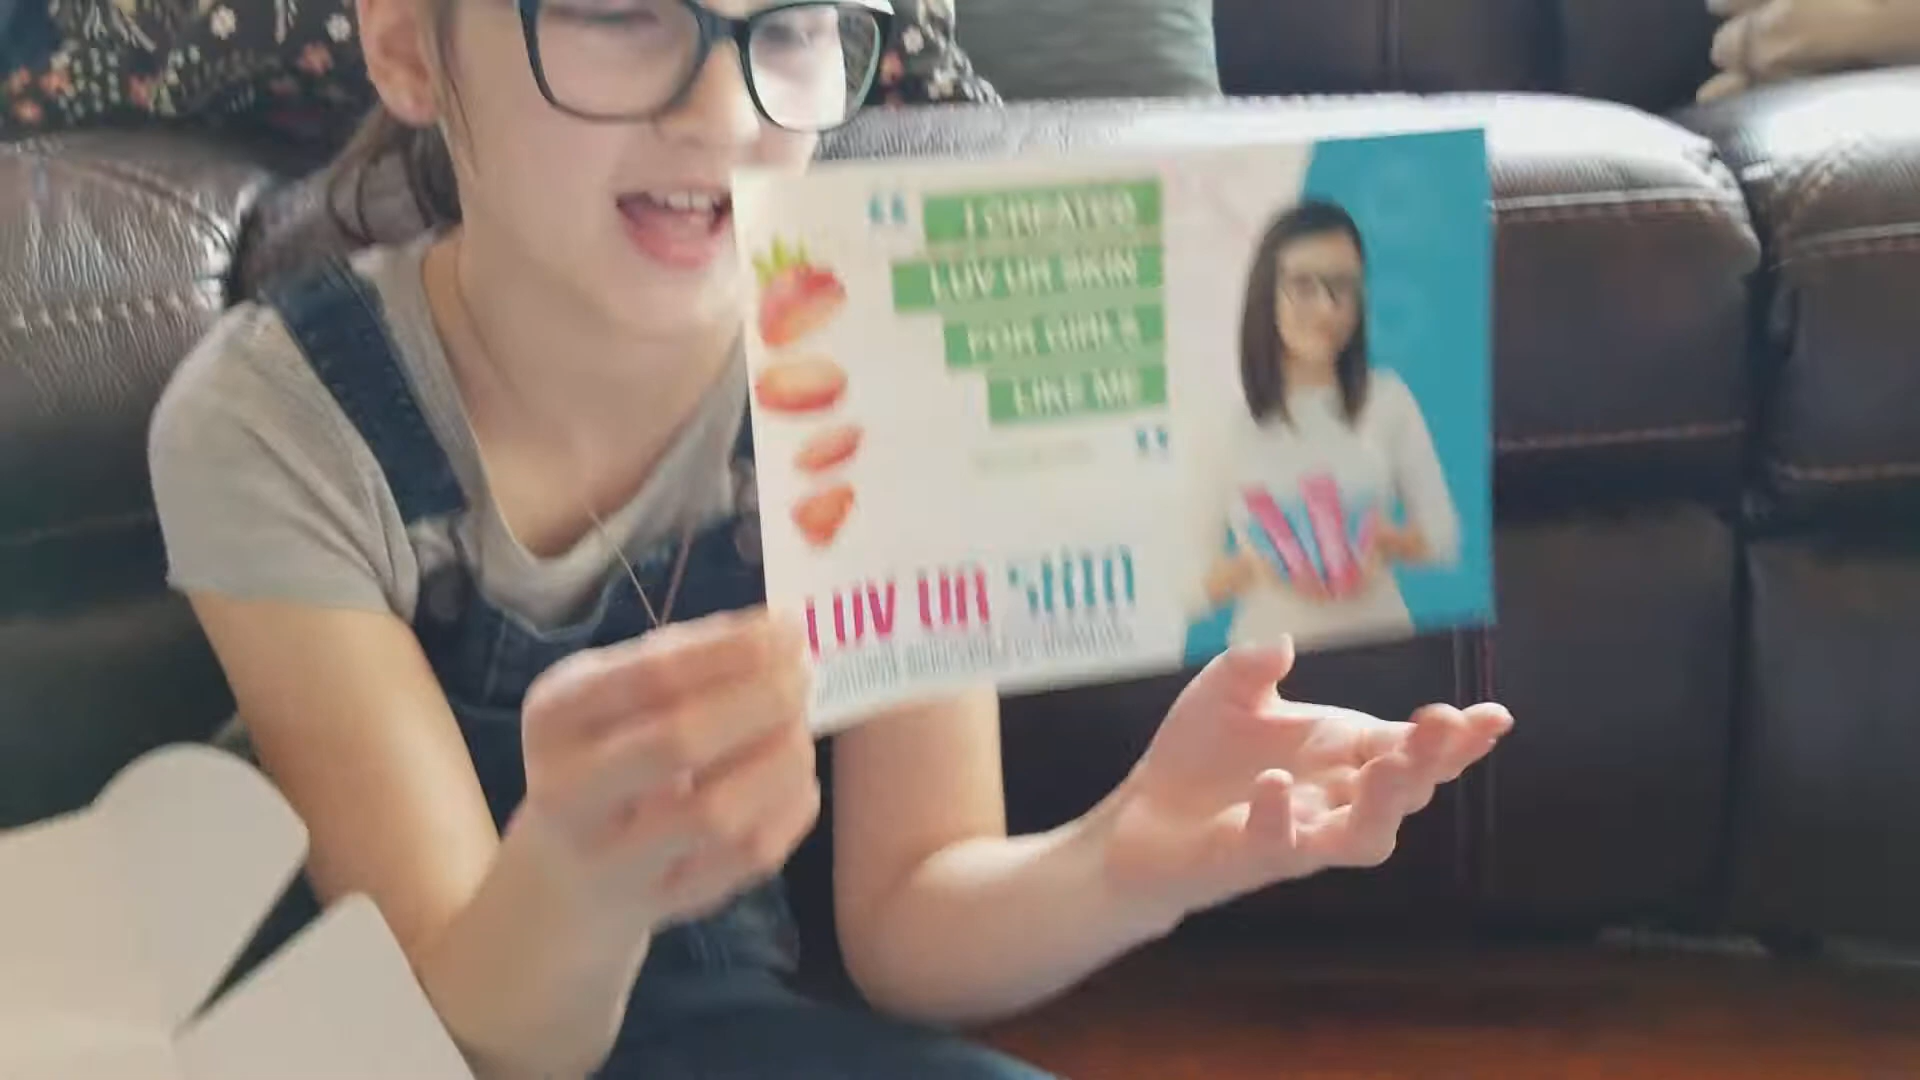 “ I CREATED
LUV UR SKIN
FOR GIRLS
LIKE ME
”
LUV UR skin